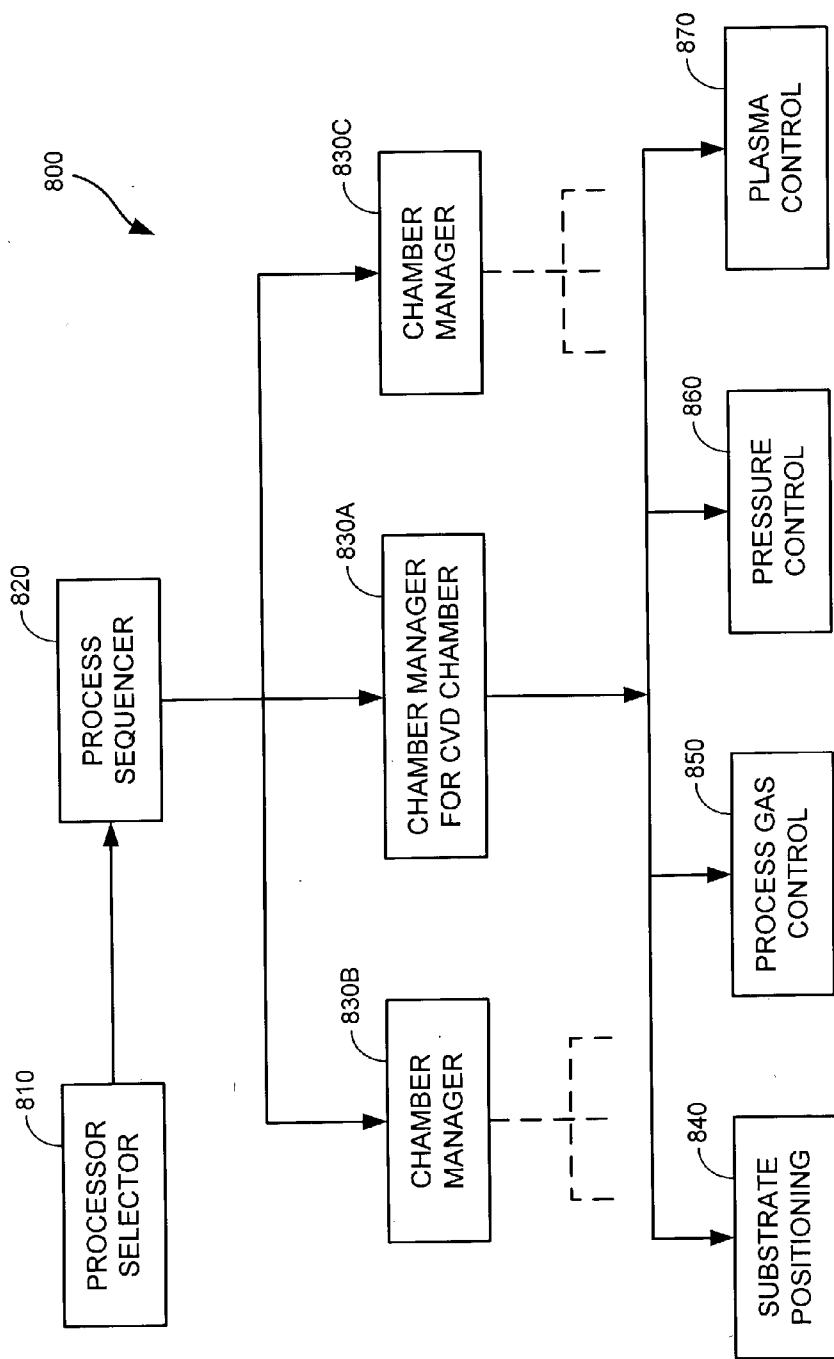 800
810
PROCESSOR
SELECTOR
820
PROCESS
SEQUENCER
830B
CHAMBER
MANAGER
830A
CHAMBER MANAGER
FOR CVD CHAMBER
830C
CHAMBER
MANAGER
840
SUBSTRATE
POSITIONING
850
PROCESS GAS
CONTROL
860
PRESSURE
CONTROL
870
PLASMA
CONTROL